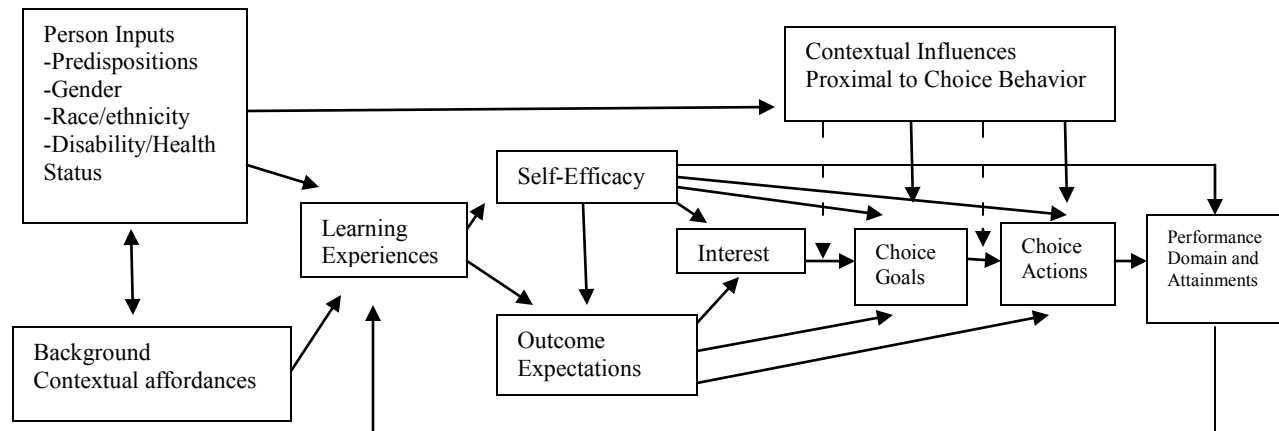 Person Inputs
-Predispositions
-Gender
-Race/ethnicity
-Disability/Health
Status
Contextual Influences
Proximal to Choice Behavior
Self-Efficacy
Learning
Experiences
Interest
Choice
Goals
Choice
Actions
Performance
Domain and
Attainments
Background
Contextual affordances
Outcome
Expectations